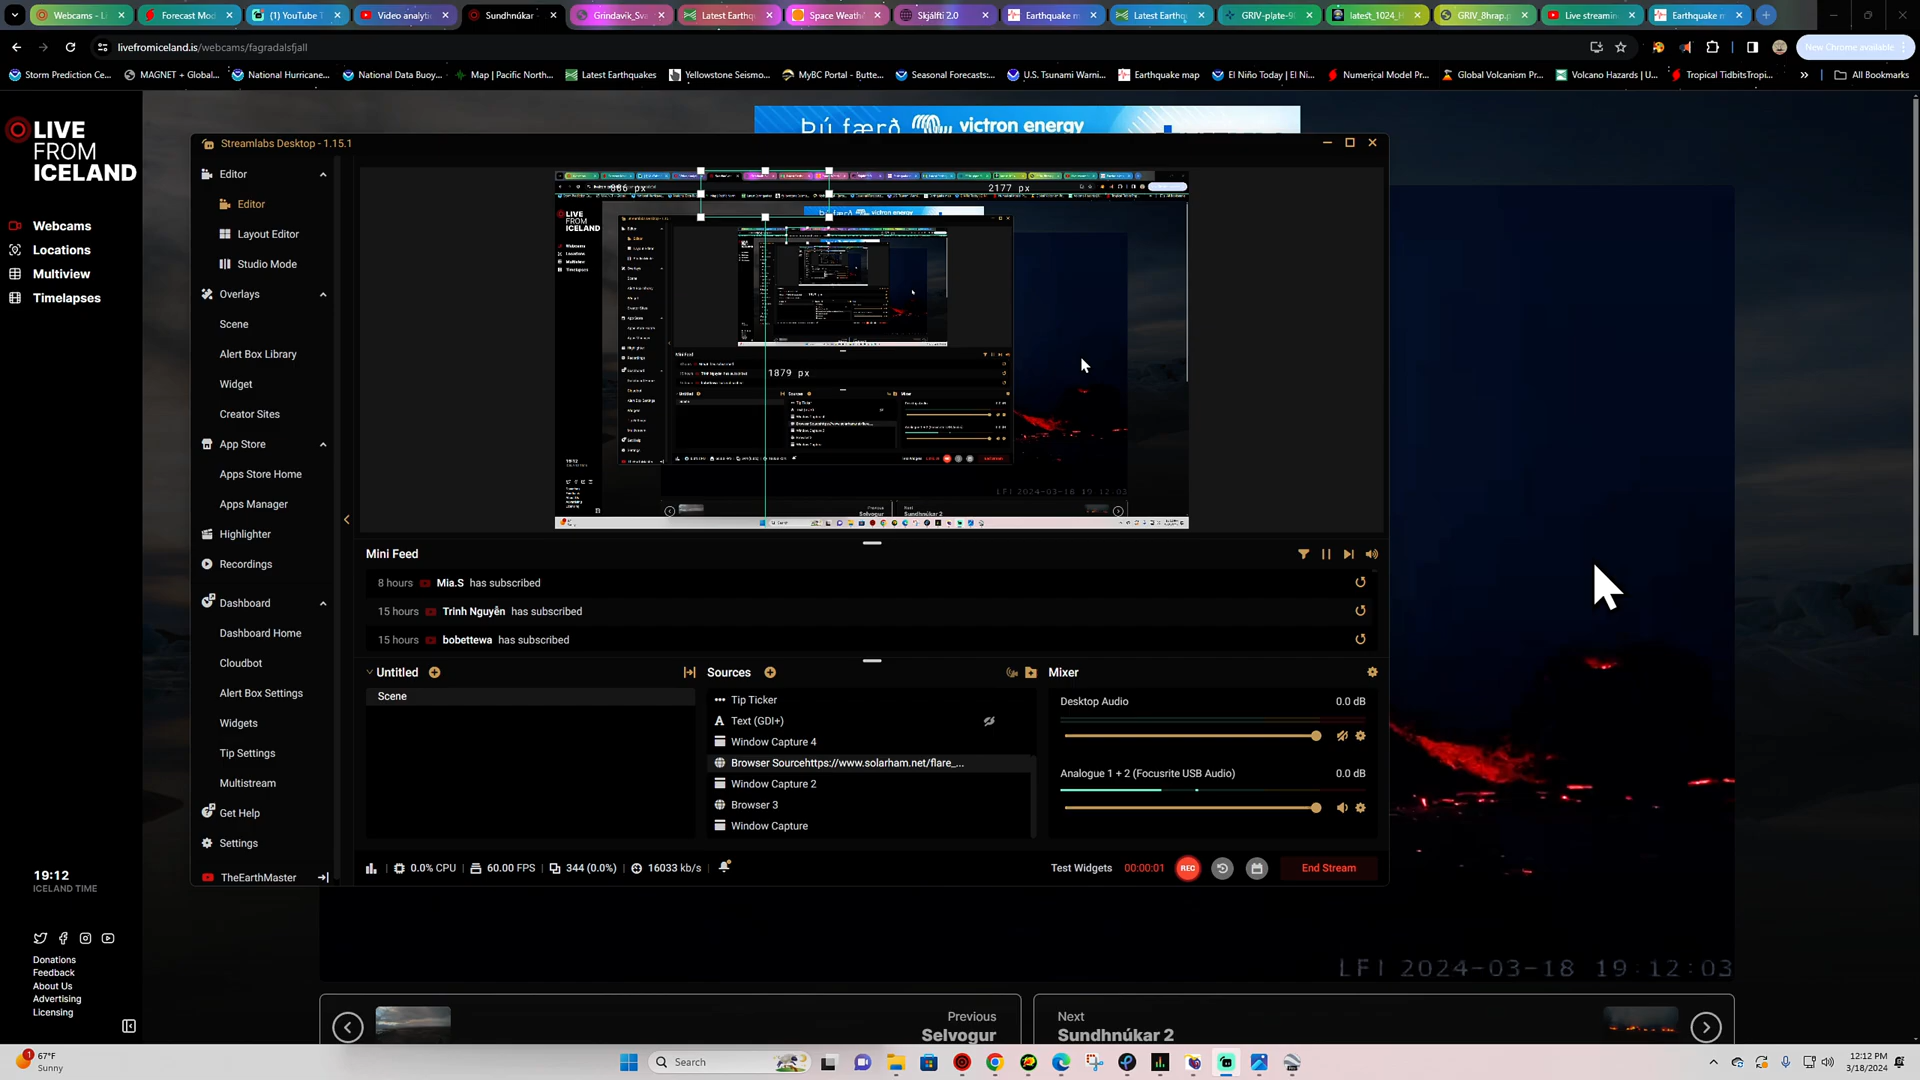 Webcams - L
Forecast Mod
(1) YouTube T
Video analytic
Sundhnúkar -
Grindavik_Sva
Latest Earthq
Space Weath
Skjálfti 2.0
Earthquake m
Latest Earthq
GRIV-plate-90
latest_1024_H
GRIV_8hrap.p
Live streamin
Earthquake m
livefromiceland.is/webcams/fagradalsfjall
New Chrome available
Storm Prediction Ce...
MAGNET + Global...
National Hurricane...
National Data Buoy...
Map | Pacific North...
Latest Earthquakes
Yellowstone Seismo...
MyBC Portal - Butte...
Seasonal Forecasts:...
U.S. Tsunami Warni...
Earthquake map
El Niño Today | El Ni...
Numerical Model Pr...
Global Volcanism Pr...
Volcano Hazards | U...
Tropical TidbitsTropi...
All Bookmarks
LIVE
FROM
ICELAND
Þú færð
victron energy
Streamlabs Desktop - 1.15.1
Webcams
Locations
Multiview
Timelapses
Editor
Editor
Layout Editor
Studio Mode
Overlays
Scene
Alert Box Library
Widget
Creator Sites
App Store
Apps Store Home
Apps Manager
Highlighter
Recordings
Dashboard
Dashboard Home
Cloudbot
Alert Box Settings
Widgets
Tip Settings
Multistream
Get Help
Settings
TheEarthMaster
2177 px
1879 px
Mini Feed
8 hours Mia.S has subscribed
15 hours Trinh Nguyễn has subscribed
15 hours bobettewa has subscribed
Untitled
Scene
Sources
Tip Ticker
Text (GDI+)
Window Capture 4
Browser Sourcehttps://www.solarham.net/flare_...
Window Capture 2
Browser 3
Window Capture
Mixer
Desktop Audio 0.0 dB
Analogue 1 + 2 (Focusrite USB Audio) 0.0 dB
0.0% CPU
60.00 FPS
344 (0.0%)
16033 kb/s
Test Widgets
00:00:01
REC
End Stream
19:12
ICELAND TIME
Donations
Feedback
About Us
Advertising
Licensing
LFI 2024-03-18 19:12:03
Previous
Selvogur
Next
Sundhnúkar 2
1
67°F
Sunny
Search
12:12 PM
3/18/2024